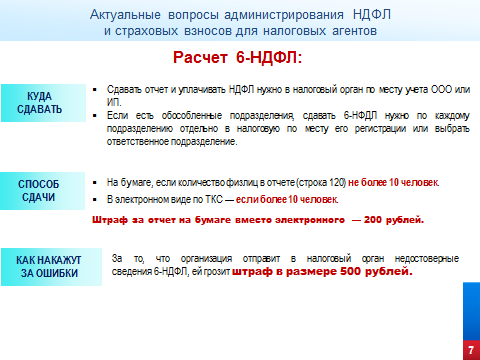 Актуальные вопросы администрирования НДФЛ
и страховых взносов для налоговых агентов
Расчет 6-НДФЛ:
КУДА
СДАВАТЬ
▪ Сдавать отчет и уплачивать НДФЛ нужно в налоговый орган по месту учета ООО или
ИП.
▪ Если есть обособленные подразделения, сдавать 6-НФДЛ нужно по каждому
подразделению отдельно в налоговую по месту его регистрации или выбрать
ответственное подразделение.
СПОСОБ
СДАЧИ
▪ На бумаге, если количество физлиц в отчете (строка 120) не более 10 человек.
▪ В электронном виде по ТКС — если более 10 человек.
Штраф за отчет на бумаге вместо электронного — 200 рублей.
КАК НАКАЖУТ
ЗА ОШИБКИ
За то, что организация отправит в налоговый орган недостоверные
сведения 6-НДФЛ, ей грозит штраф в размере 500 рублей.
7